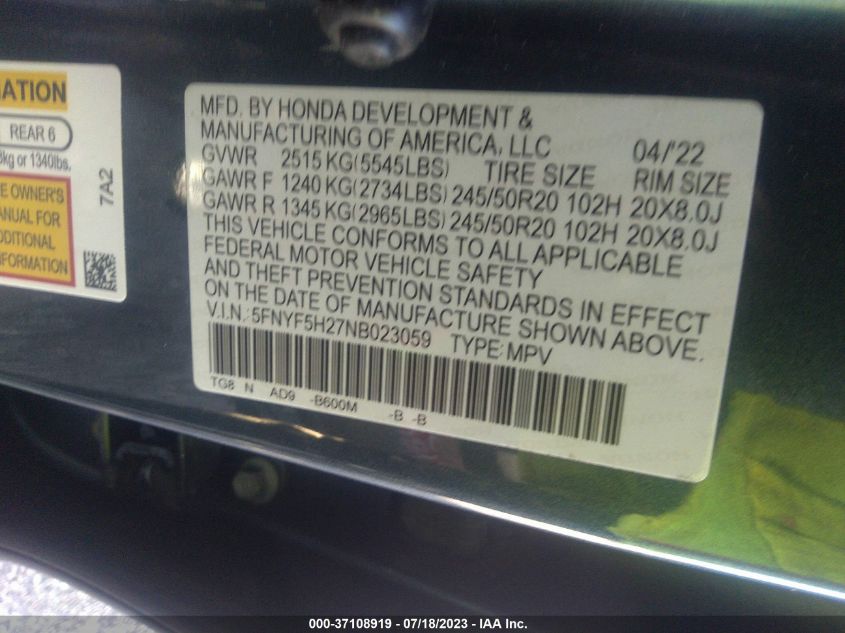 ATION
REAR 6
kg or 1340lbs.
E OWNER'S
ANUAL FOR
DDITIONAL
NFORMATION
7A2
MFD. BY HONDA DEVELOPMENT &
MANUFACTURING OF AMERICA, LLC 04/'22
GVWR 2515 KG(5545LBS) TIRE SIZE RIM SIZE
GAWR F 1240 KG(2734LBS) 245/50R20 102H 20X8.0J
GAWR R 1345 KG(2965LBS) 245/50R20 102H 20X8.0J
THIS VEHICLE CONFORMS TO ALL APPLICABLE
FEDERAL MOTOR VEHICLE SAFETY
AND THEFT PREVENTION STANDARDS IN EFFECT
ON THE DATE OF MANUFACTURE SHOWN ABOVE.
V.I.N.:5FNYF5H27NB023059 TYPE:MPV
TG8 N AD9 -B600M -B -B
000-37108919 - 07/18/2023 - IAA Inc.